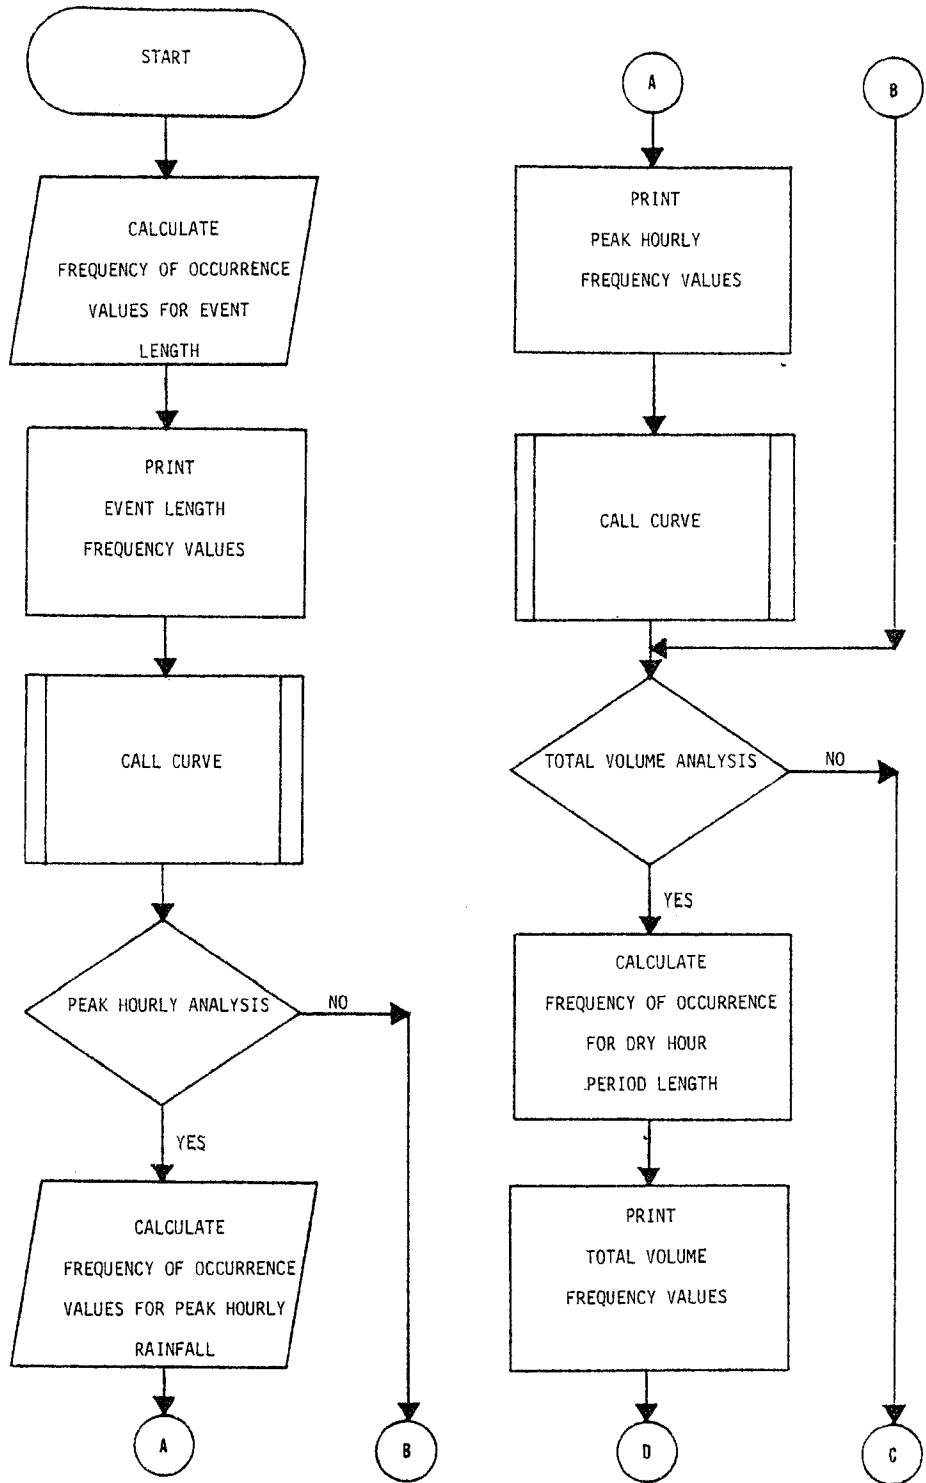 START
CALCULATE
FREQUENCY OF OCCURRENCE
VALUES FOR EVENT
LENGTH
PRINT
EVENT LENGTH
FREQUENCY VALUES
CALL CURVE
PEAK HOURLY ANALYSIS
NO
YES
CALCULATE
FREQUENCY OF OCCURRENCE
VALUES FOR PEAK HOURLY
RAINFALL
A
B
A
B
PRINT
PEAK HOURLY
FREQUENCY VALUES
CALL CURVE
TOTAL VOLUME ANALYSIS
NO
YES
CALCULATE
FREQUENCY OF OCCURRENCE
FOR DRY HOUR
PERIOD LENGTH
PRINT
TOTAL VOLUME
FREQUENCY VALUES
D
C